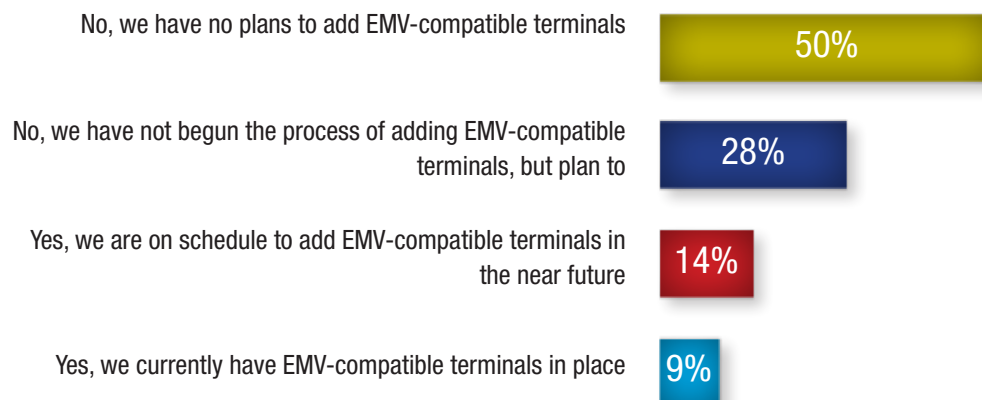 No, we have no plans to add EMV-compatible terminals
50%
No, we have not begun the process of adding EMV-compatible
terminals, but plan to
28%
Yes, we are on schedule to add EMV-compatible terminals in
the near future
14%
Yes, we currently have EMV-compatible terminals in place
9%